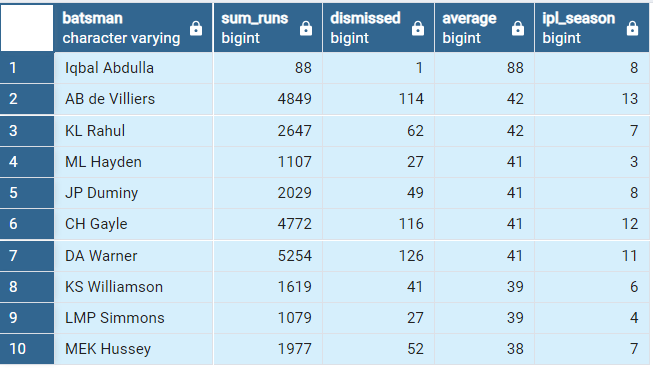 batsman sum_runs dismissed average ipl_season
character varying bigint bigint bigint bigint
1 Iqbal Abdulla 88 1 88 8
2 AB de Villiers 4849 114 42 13
3 KL Rahul 2647 62 42 7
4 ML Hayden 1107 27 41 3
5 JP Duminy 2029 49 41 8
6 CH Gayle 4772 116 41 12
7 DA Warner 5254 126 41 11
8 KS Williamson 1619 41 39 6
9 LMP Simmons 1079 27 39 4
10 MEK Hussey 1977 52 38 7